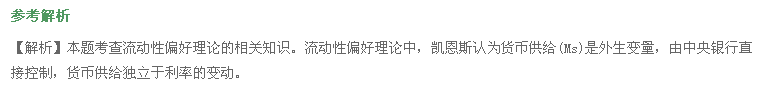 参考解析
【解析】本题考查流动性偏好理论的相关知识。流动性偏好理论中，凯恩斯认为货币供给(Ms)是外生变量，由中央银行直
接控制，货币供给独立于利率的变动。